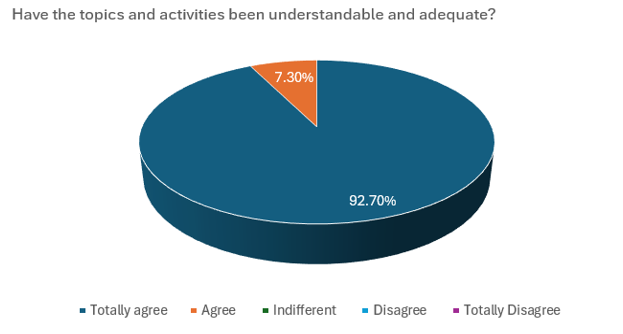 Have the topics and activities been understandable and adequate?
7.30%
92.70%
Totally agree Agree Indifferent Disagree Totally Disagree